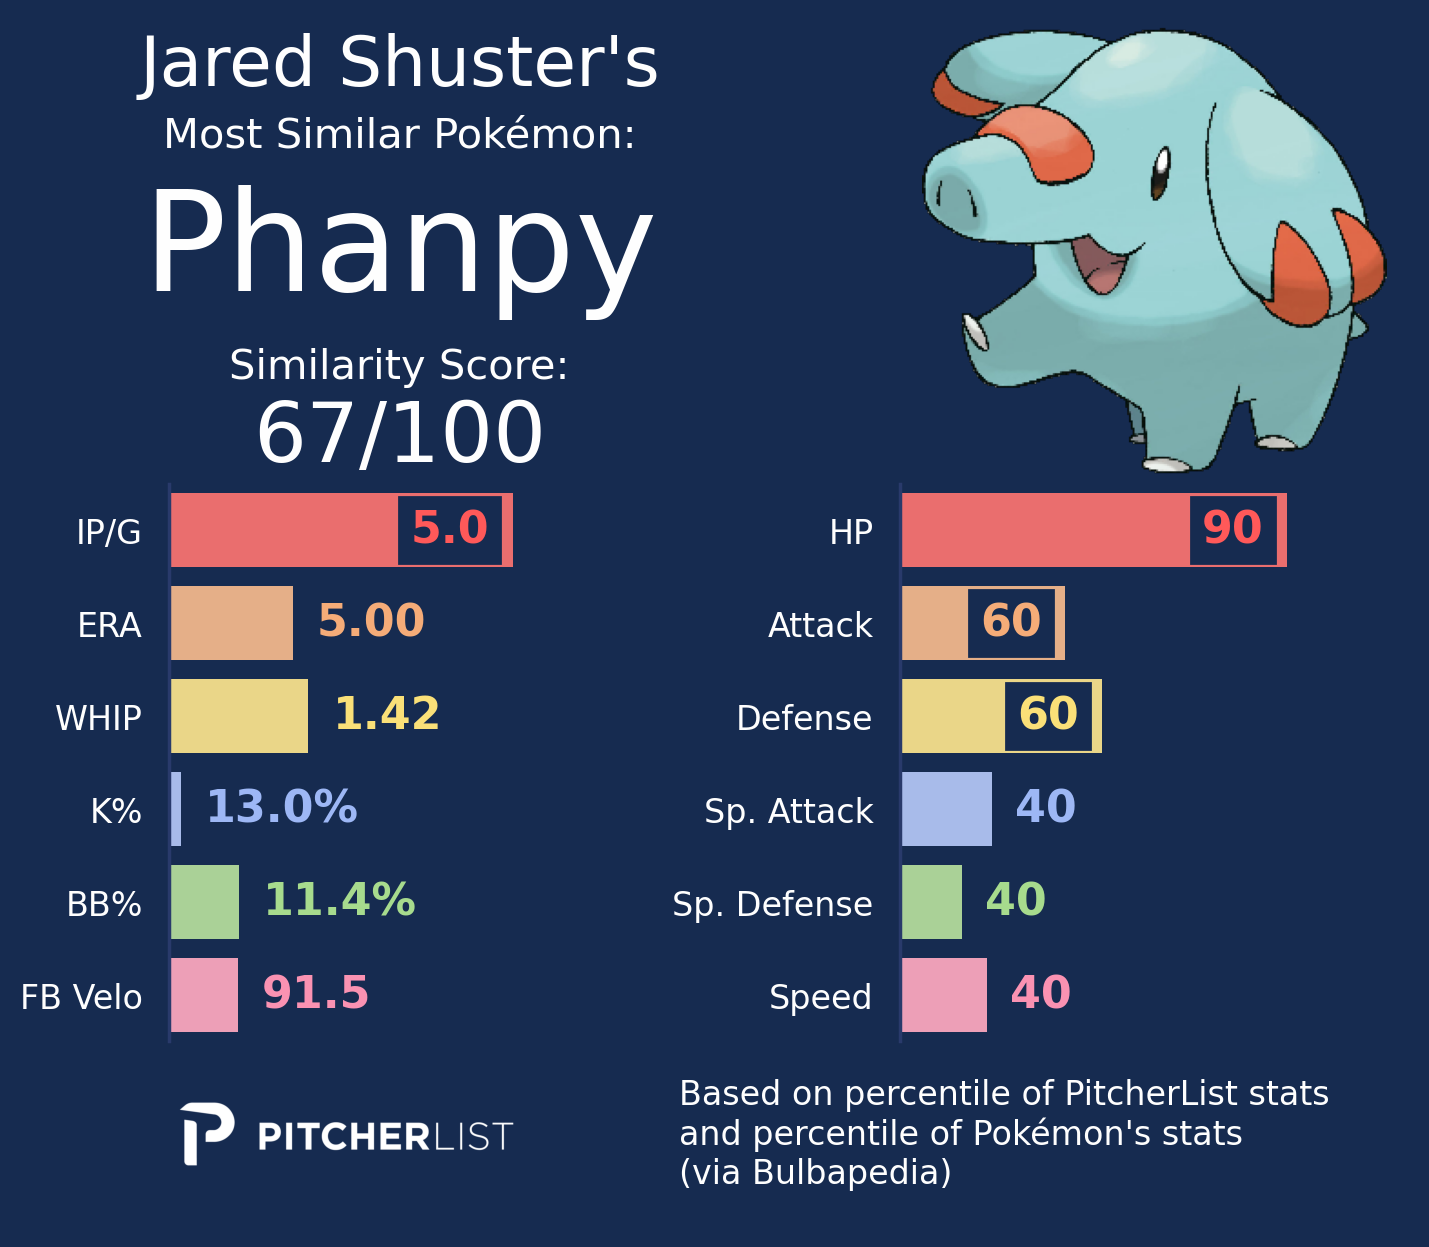 Jared Shuster's
Most Similar Pokémon:
Phanpy
Similarity Score:
67/100
IP/G 5.0
ERA 5.00
WHIP 1.42
K% 13.0%
BB% 11.4%
FB Velo 91.5
HP 90
Attack 60
Defense 60
Sp. Attack 40
Sp. Defense 40
Speed 40
PITCHERLIST
Based on percentile of PitcherList stats
and percentile of Pokémon's stats
(via Bulbapedia)